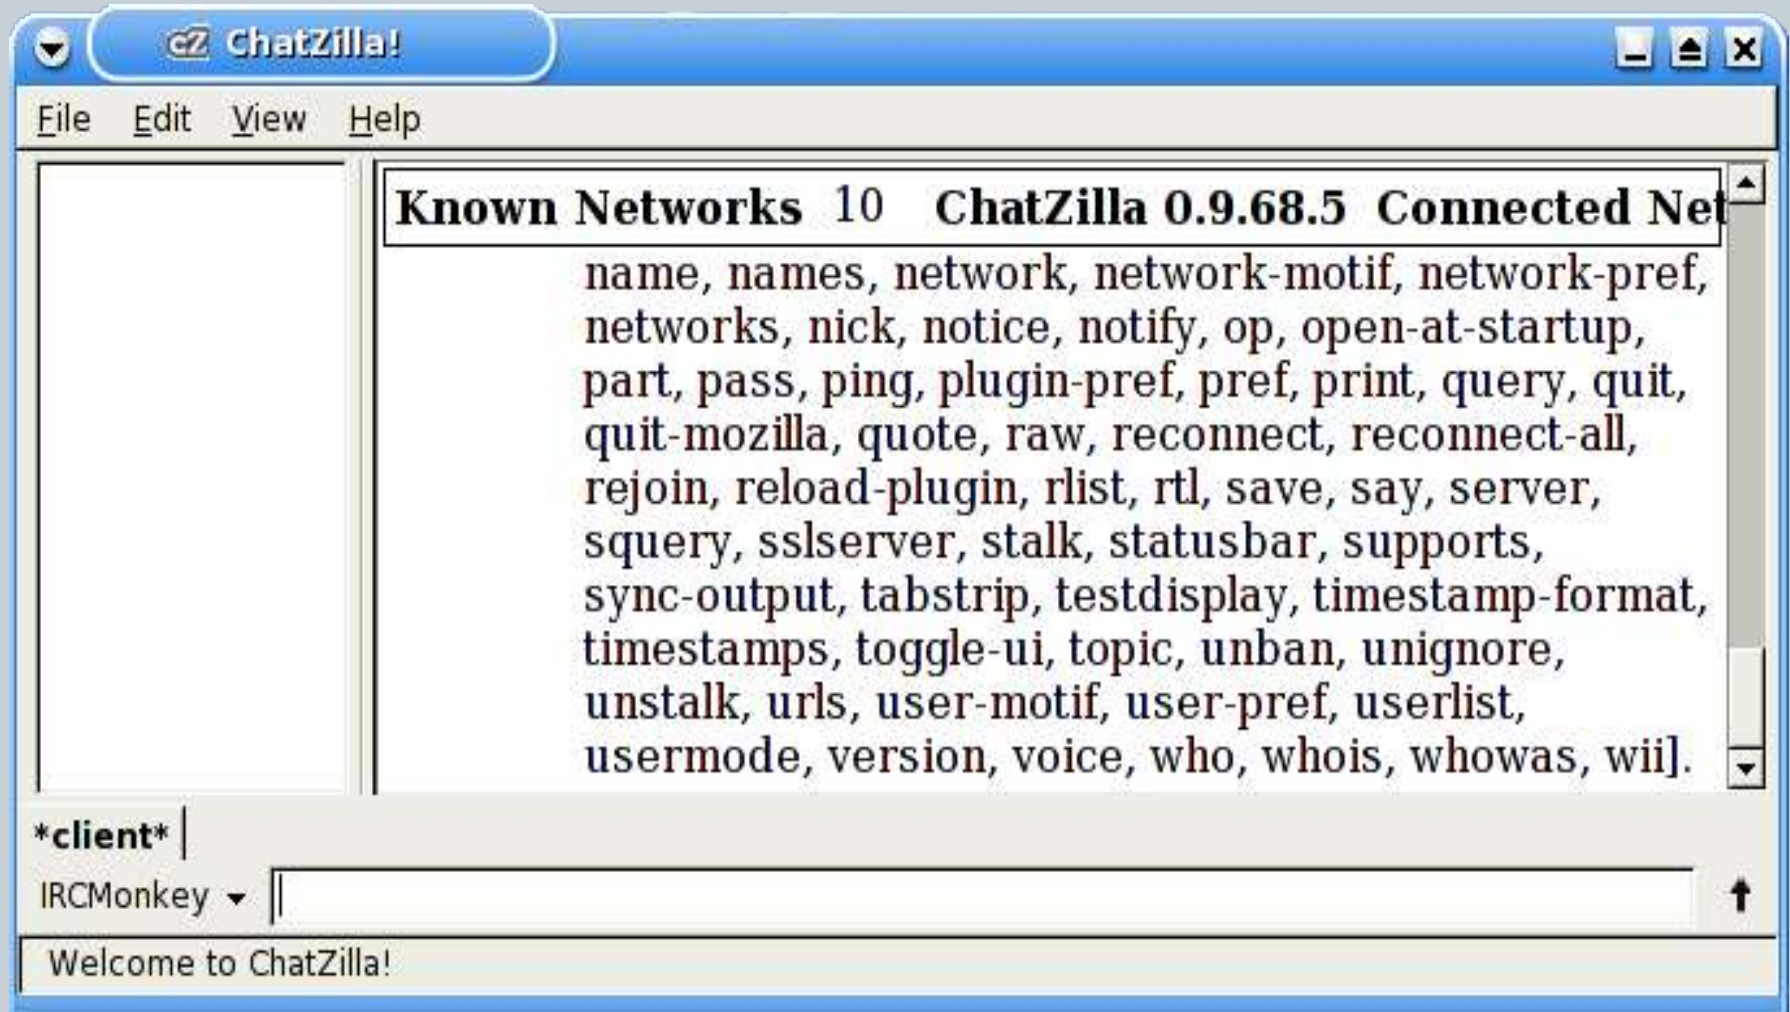 cZ ChatZilla!
File Edit View Help
Known Networks 10 ChatZilla 0.9.68.5 Connected Net
name, names, network, network-motif, network-pref,
networks, nick, notice, notify, op, open-at-startup,
part, pass, ping, plugin-pref, pref, print, query, quit,
quit-mozilla, quote, raw, reconnect, reconnect-all,
rejoin, reload-plugin, rlist, rtl, save, say, server,
squery, sslserver, stalk, statusbar, supports,
sync-output, tabstrip, testdisplay, timestamp-format,
timestamps, toggle-ui, topic, unban, unignore,
unstalk, urls, user-motif, user-pref, userlist,
usermode, version, voice, who, whois, whowas, wii].
*client*
IRCMonkey
Welcome to ChatZilla!